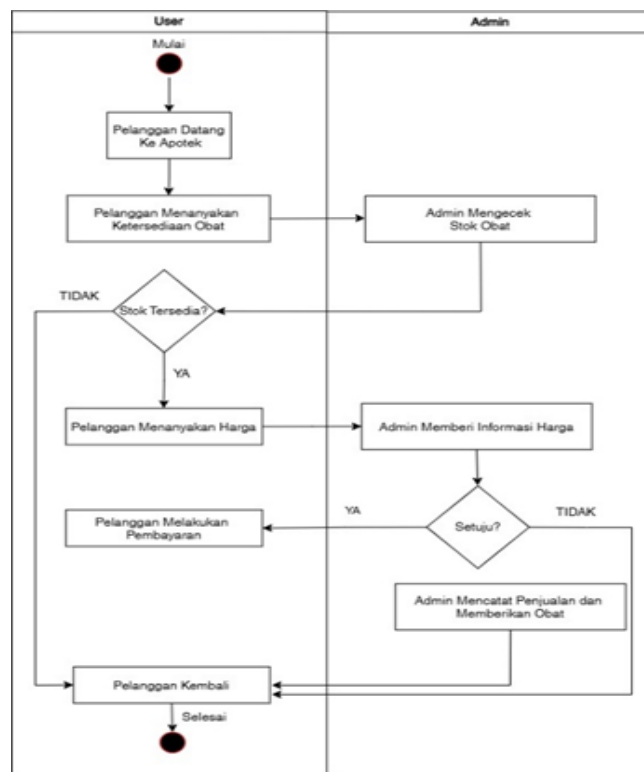 User
Admin
Mulai
Pelanggan Datang
Ke Apotek
Pelanggan Menanyakan
Ketersediaan Obat
Admin Mengecek
Stok Obat
TIDAK
Stok Tersedia?
YA
Pelanggan Menanyakan Harga
Admin Memberi Informasi Harga
Pelanggan Melakukan
Pembayaran
YA
Setuju?
TIDAK
Admin Mencatat Penjualan dan
Memberikan Obat
Pelanggan Kembali
Selesai